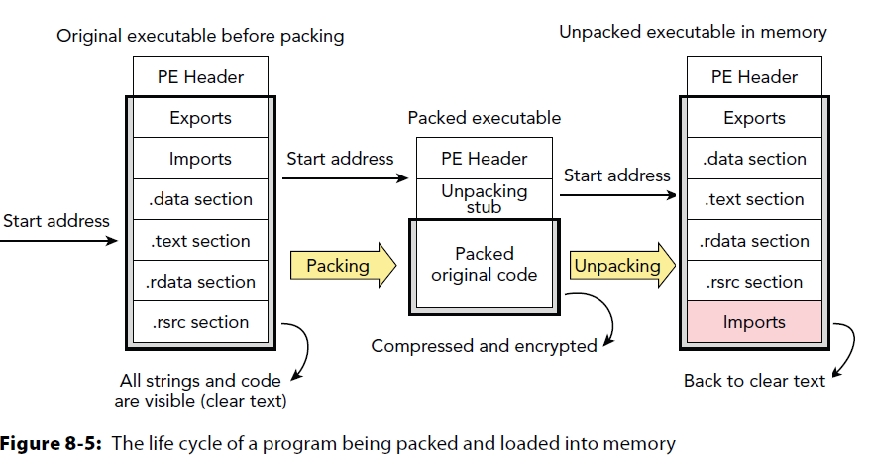 Original executable before packing
PE Header
Exports
Imports
.data section
.text section
.rdata section
.rsrc section
Start address
All strings and code
are visible (clear text)
Start address
Packing
Packed executable
PE Header
Unpacking
stub
Packed
original code
Compressed and encrypted
Start address
Unpacking
Unpacked executable in memory
PE Header
Exports
.data section
.text section
.rdata section
.rsrc section
Imports
Back to clear text
Figure 8-5: The life cycle of a program being packed and loaded into memory